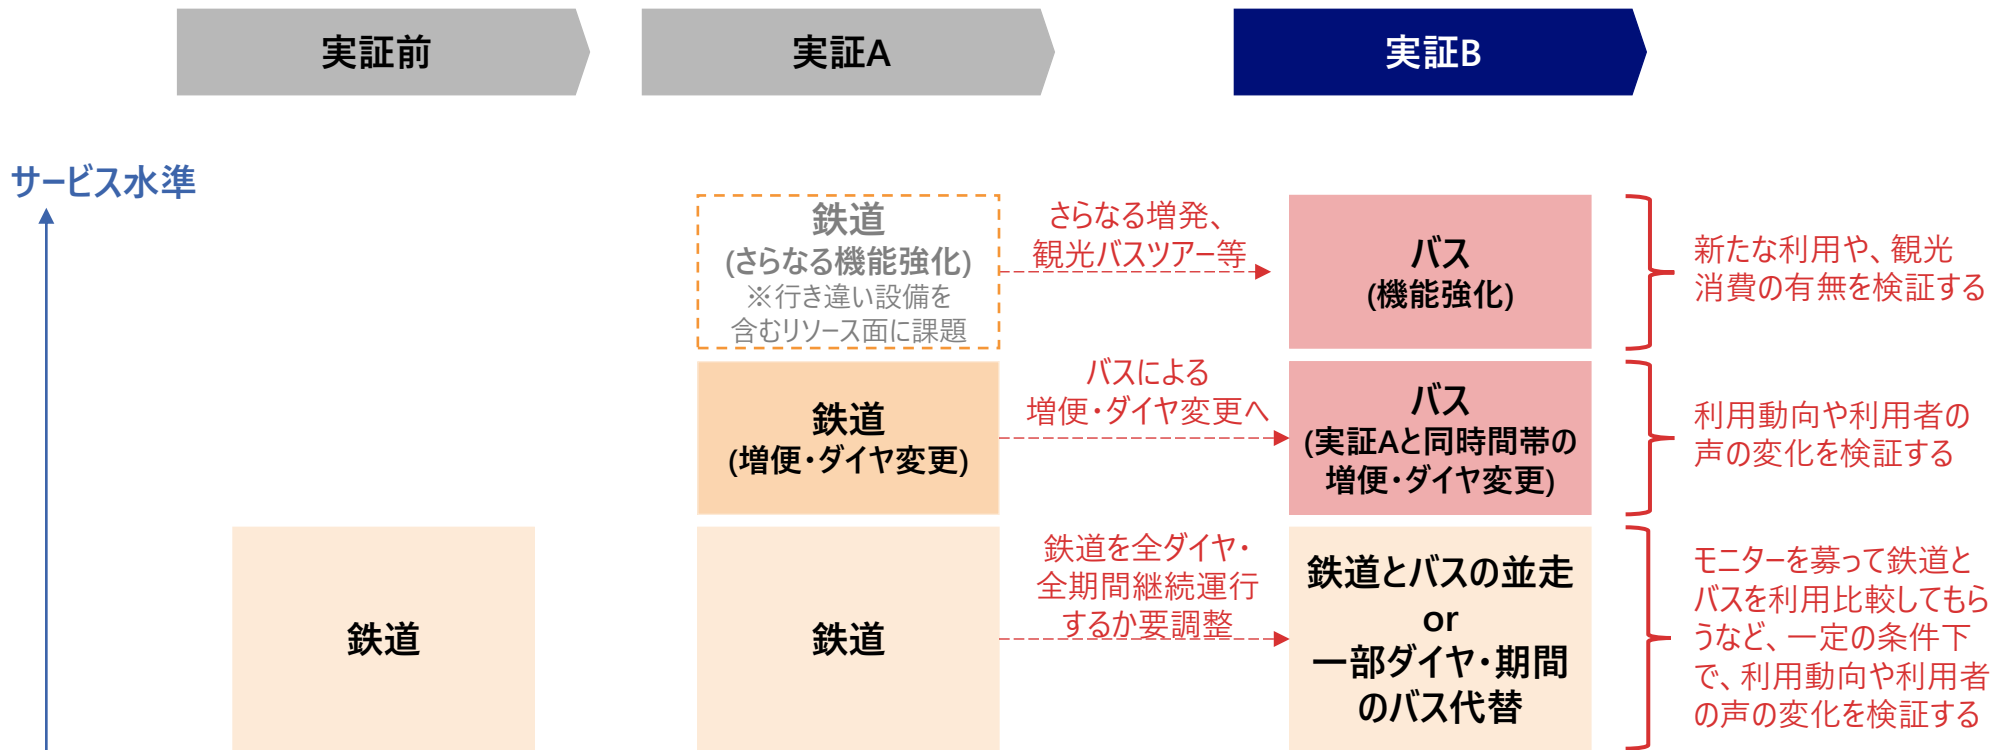 実証前
実証A
実証B
サービス水準
鉄道
(さらなる機能強化)
※行き違い設備を
含むリソース面に課題
さらなる増発、
観光バスツアー等
バス
(機能強化)
新たな利用や、観光
消費の有無を検証する
鉄道
(増便・ダイヤ変更)
バスによる
増便・ダイヤ変更へ
バス
(実証Aと同時間帯の
増便・ダイヤ変更)
利用動向や利用者の
声の変化を検証する
鉄道
鉄道
鉄道を全ダイヤ・
全期間継続運行
するか要調整
鉄道とバスの並走
or
一部ダイヤ・期間
のバス代替
モニターを募って鉄道と
バスを利用比較してもら
うなど、一定の条件下
で、利用動向や利用者
の声の変化を検証する